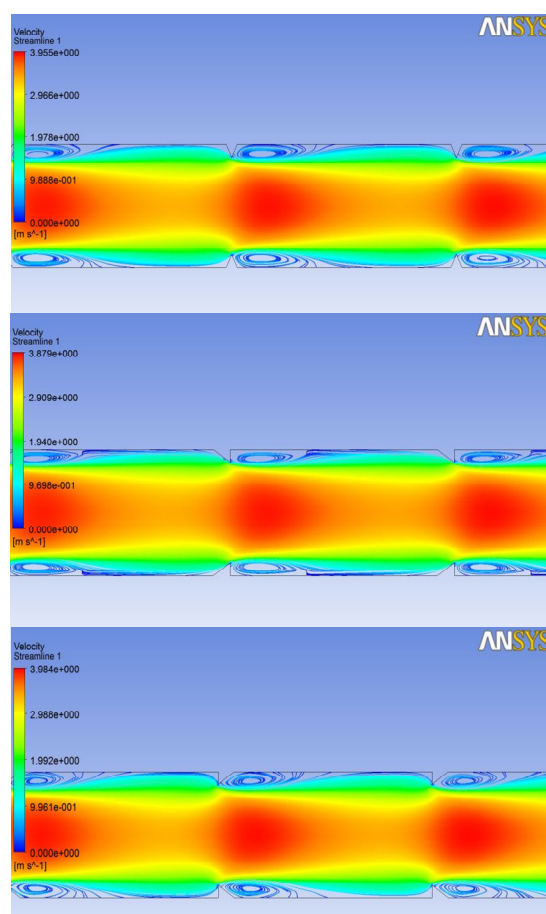 ANSYS
Velocity
Streamline 1
3.955e+000
2.966e+000
1.978e+000
9.888e-001
0.000e+000
[m s^-1]
ANSYS
Velocity
Streamline 1
3.879e+000
2.909e+000
1.940e+000
9.698e-001
0.000e+000
[m s^-1]
ANSYS
Velocity
Streamline 1
3.984e+000
2.988e+000
1.992e+000
9.961e-001
0.000e+000
[m s^-1]